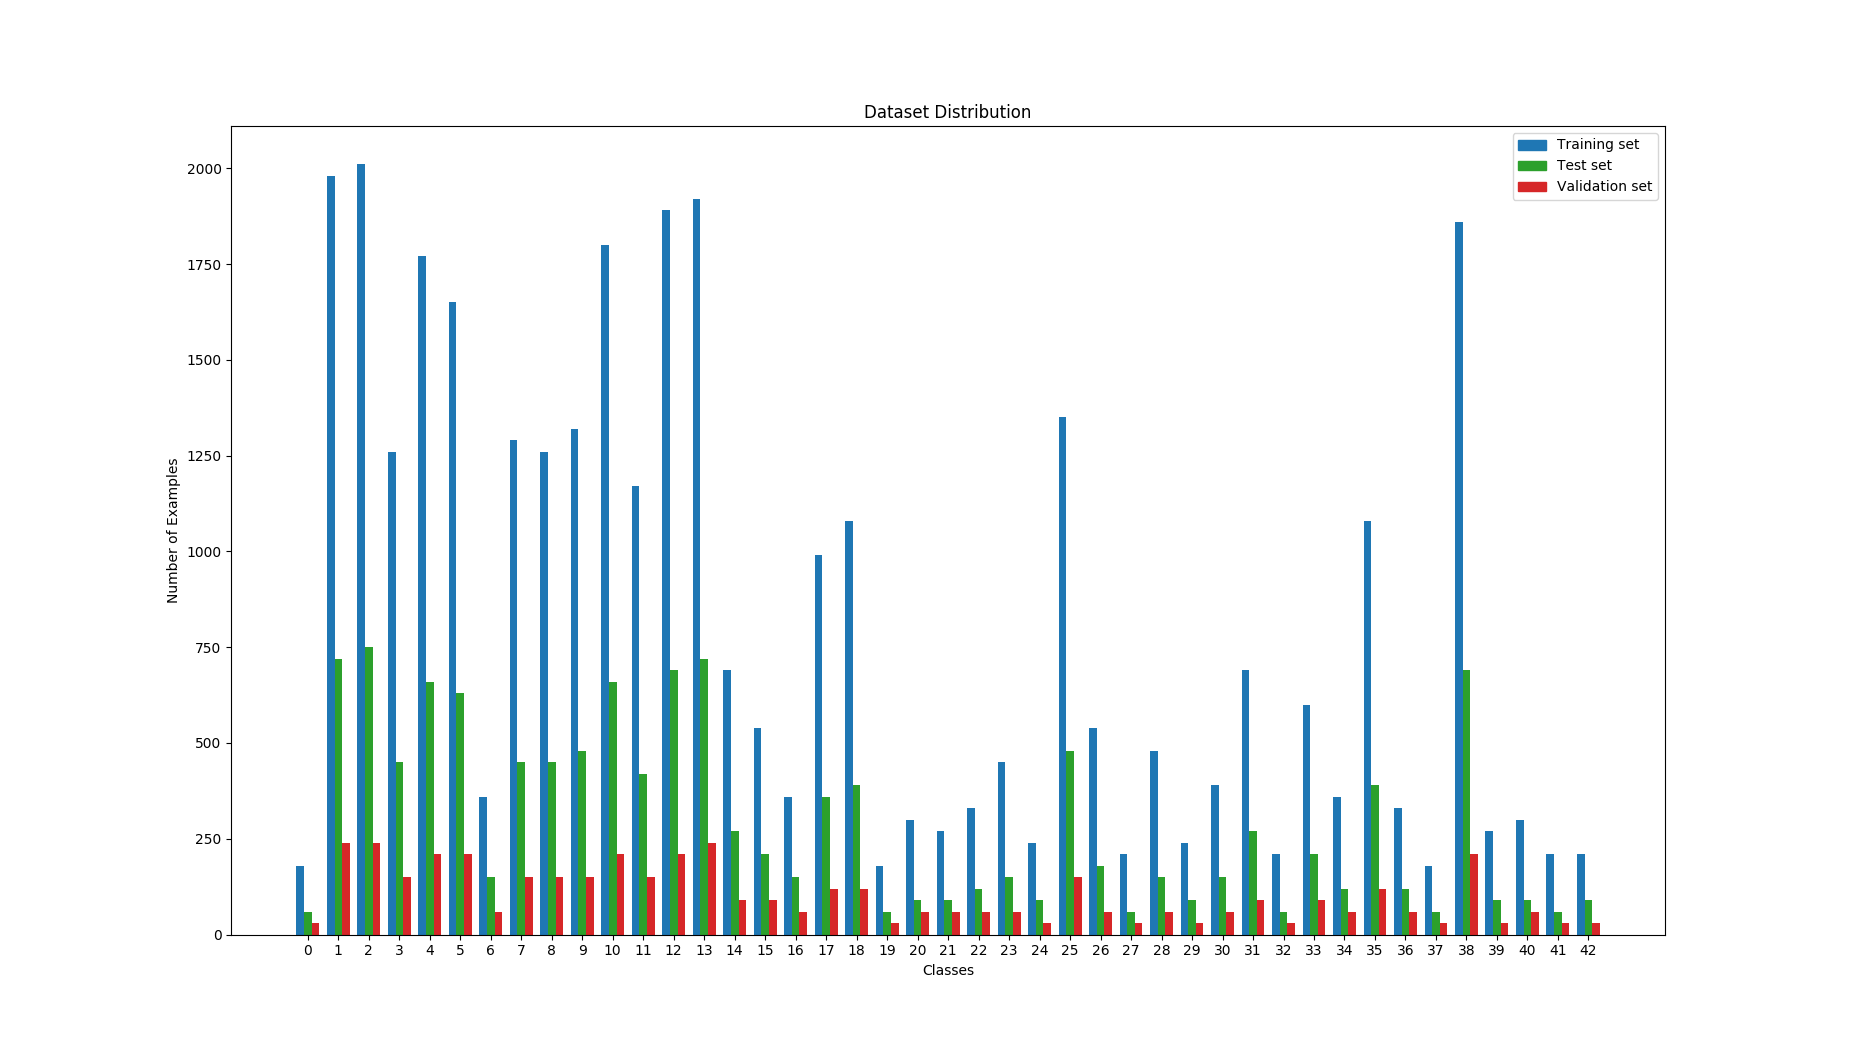 Dataset Distribution
Training set
Test set
Validation set
2000
1750
1500
1250
1000
750
500
250
0
Number of Examples
0 1 2 3 4 5 6 7 8 9 10 11 12 13 14 15 16 17 18 19 20 21 22 23 24 25 26 27 28 29 30 31 32 33 34 35 36 37 38 39 40 41 42
Classes